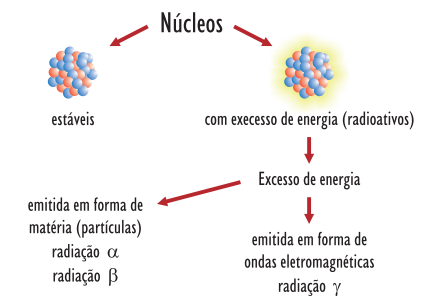 Núcleos
estáveis
com execesso de energia (radioativos)
Excesso de energia
emitida em forma de
matéria (partículas)
radiação α
radiação β
emitida em forma de
ondas eletromagnéticas
radiação γ